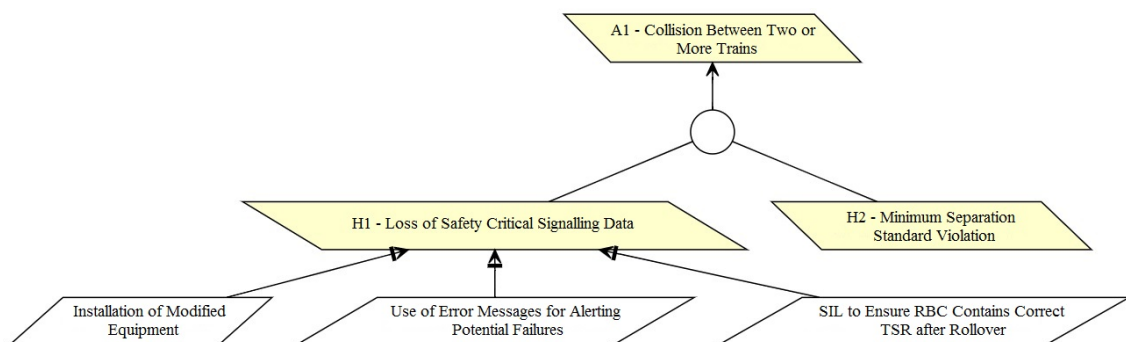 A1 - Collision Between Two or
More Trains
H1 - Loss of Safety Critical Signalling Data
H2 - Minimum Separation
Standard Violation
Installation of Modified
Equipment
Use of Error Messages for Alerting
Potential Failures
SIL to Ensure RBC Contains Correct
TSR after Rollover